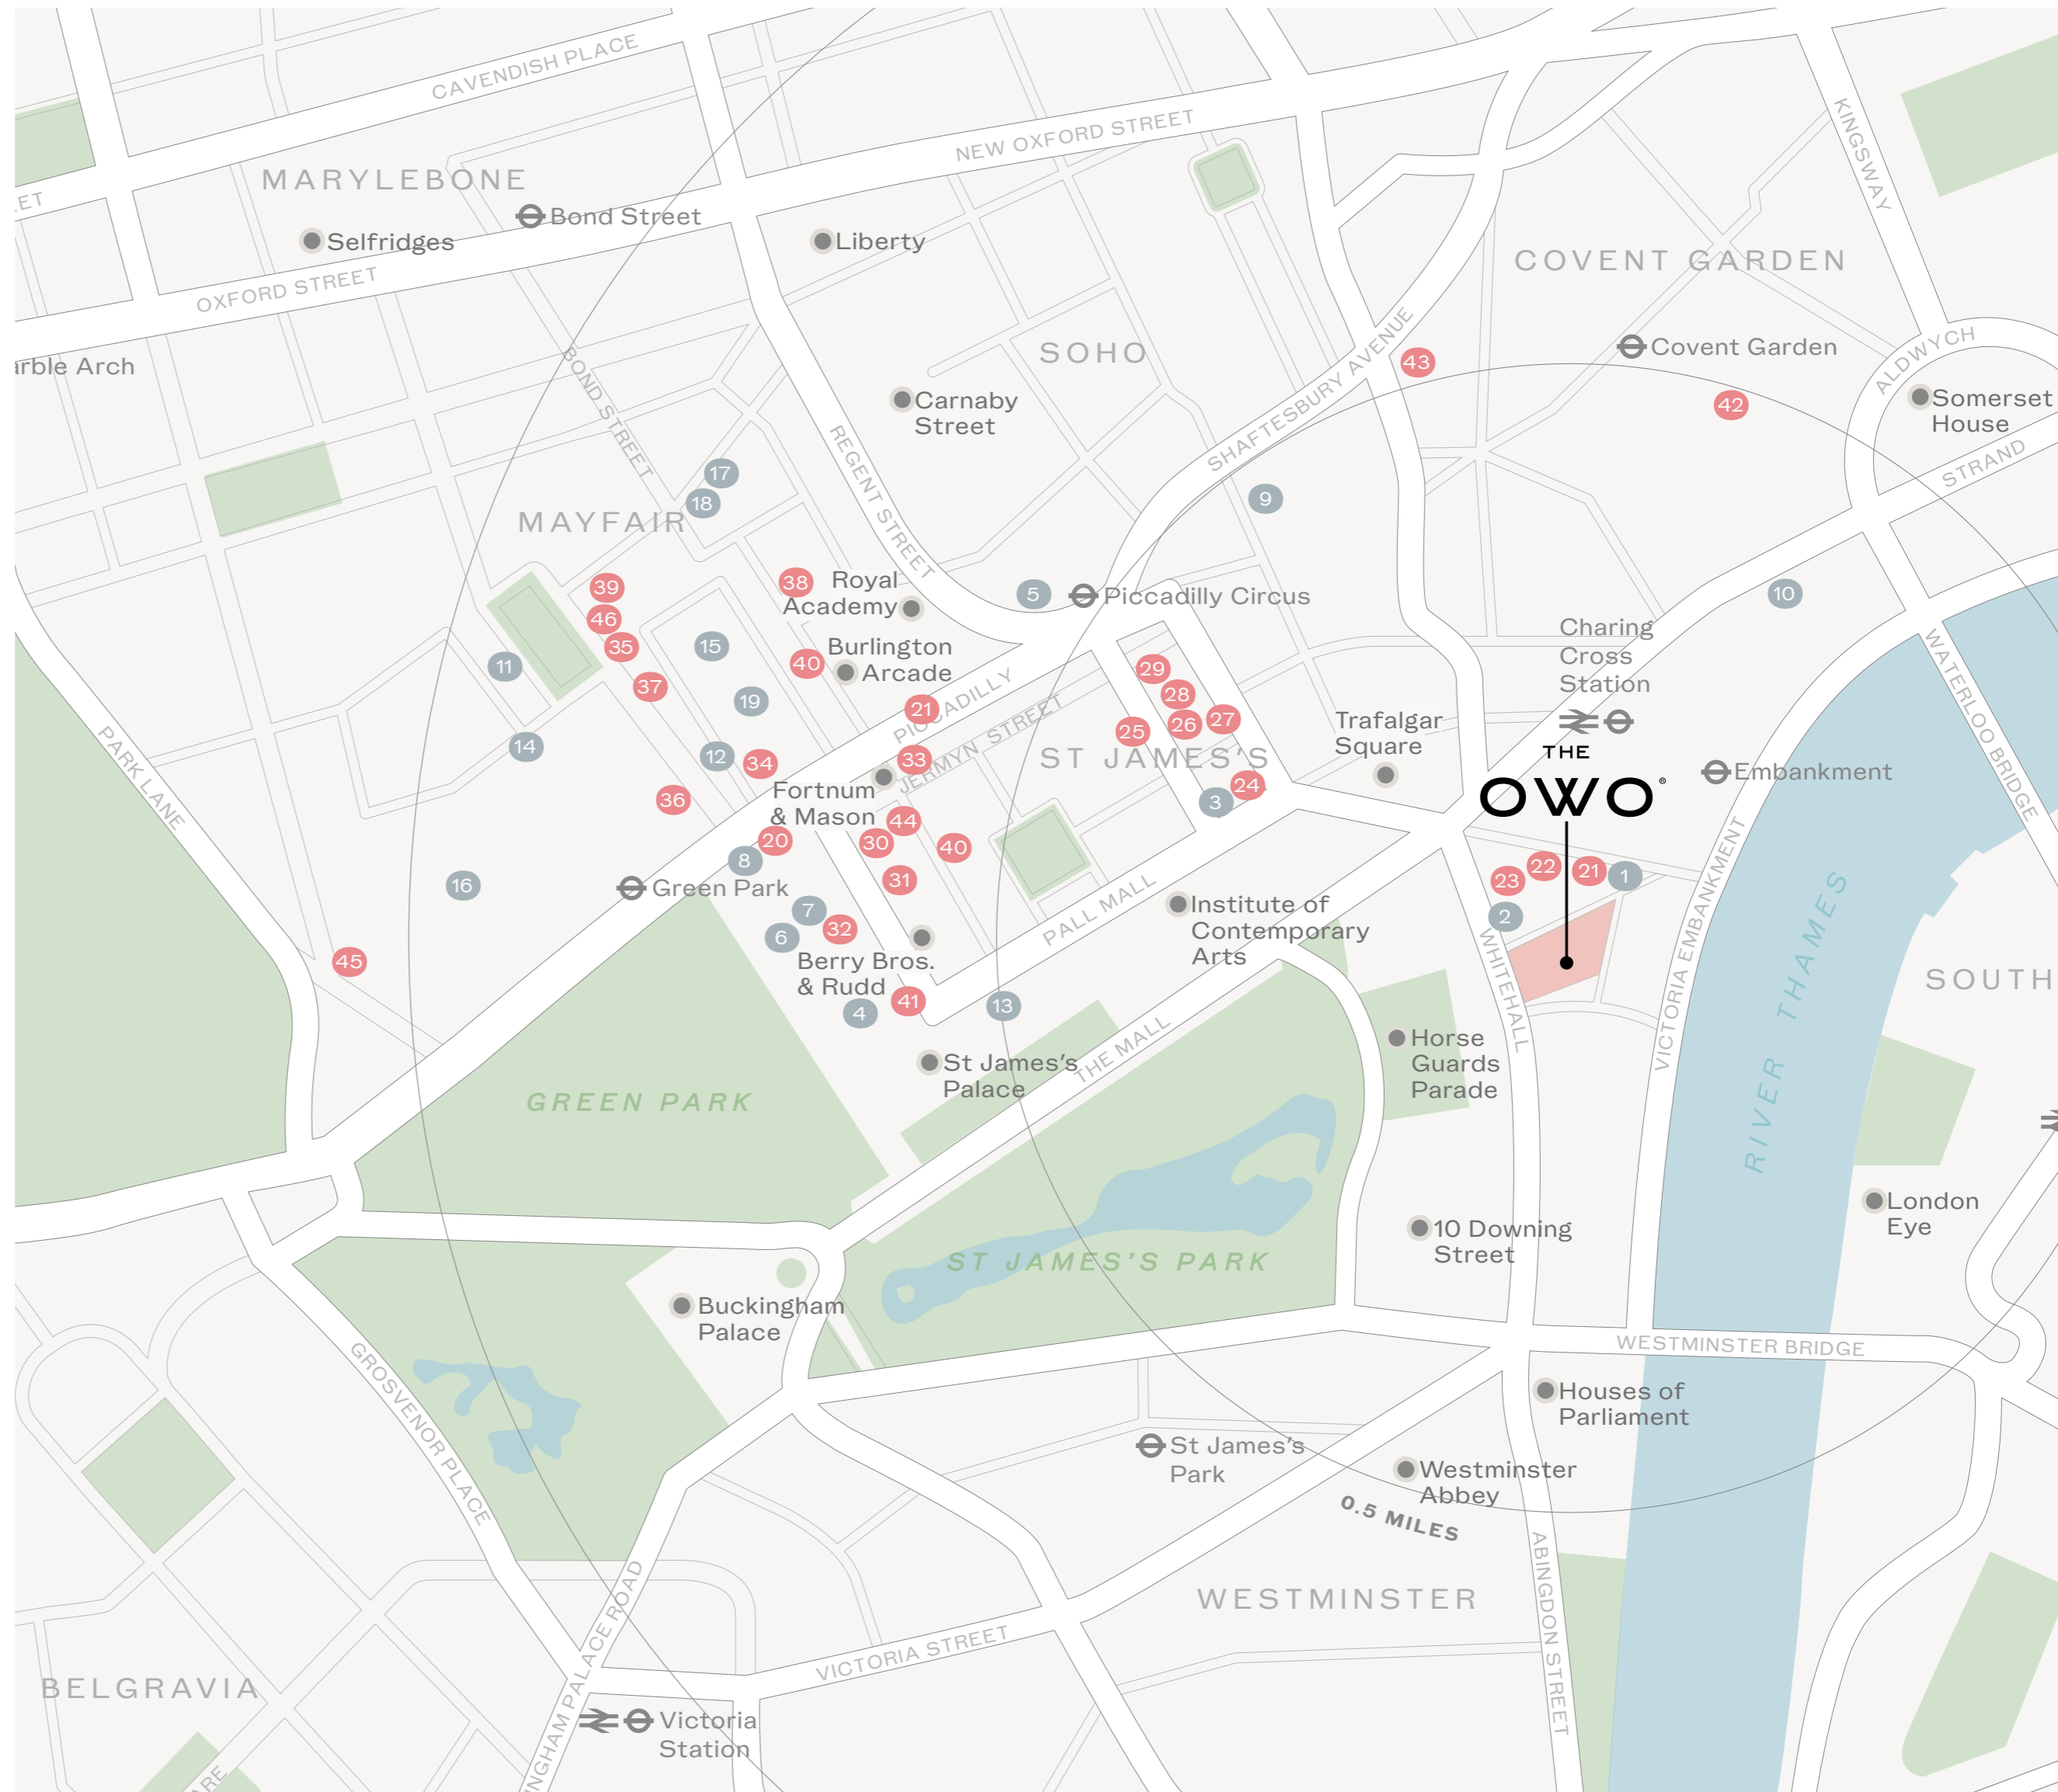 CAVENDISH PLACE
NEW OXFORD STREET
KINGSWAY
MARYLEBONE
ET
Bond Street
Selfridges
Liberty
COVENT GARDEN
OXFORD STREET
SOHO
Covent Garden
ALDWYCH
arble Arch
BOND STREET
SHAFTESBURY AVENUE
43
42
Carnaby
Street
Somerset
House
REGENT STREET
STRAND
17
18
9
MAYFAIR
39
38
Royal
Academy
5
Piccadilly Circus
10
46
35
15
Burlington
Arcade
40
11
37
19
21
PICCADILLY
JERMYN STREET
29
28
26
27
25
Charing
Cross
Station
WATERLOO BRIDGE
Trafalgar
Square
ST JAMES'S
THE
OWO®
Embankment
PARK LANE
14
12
34
33
36
Fortnum
& Mason
3
24
20
8
44
30
40
31
16
Green Park
7
6
32
23
22
21
1
2
PALL MALL
Institute of
Contemporary
Arts
45
Berry Bros.
& Rudd
4
41
13
WHITEHALL
VICTORIA EMBANKMENT
RIVER THAMES
SOUTH
St James's
Palace
THE MALL
Horse
Guards
Parade
GREEN PARK
London
Eye
10 Downing
Street
ST JAMES'S PARK
Buckingham
Palace
WESTMINSTER BRIDGE
GROSVENOR PLACE
Houses of
Parliament
St James's
Park
Westminster
Abbey
0.5 MILES
WESTMINSTER
ABINGDON STREET
VICTORIA STREET
INGHAM PALACE ROAD
BELGRAVIA
Victoria
Station
ARE